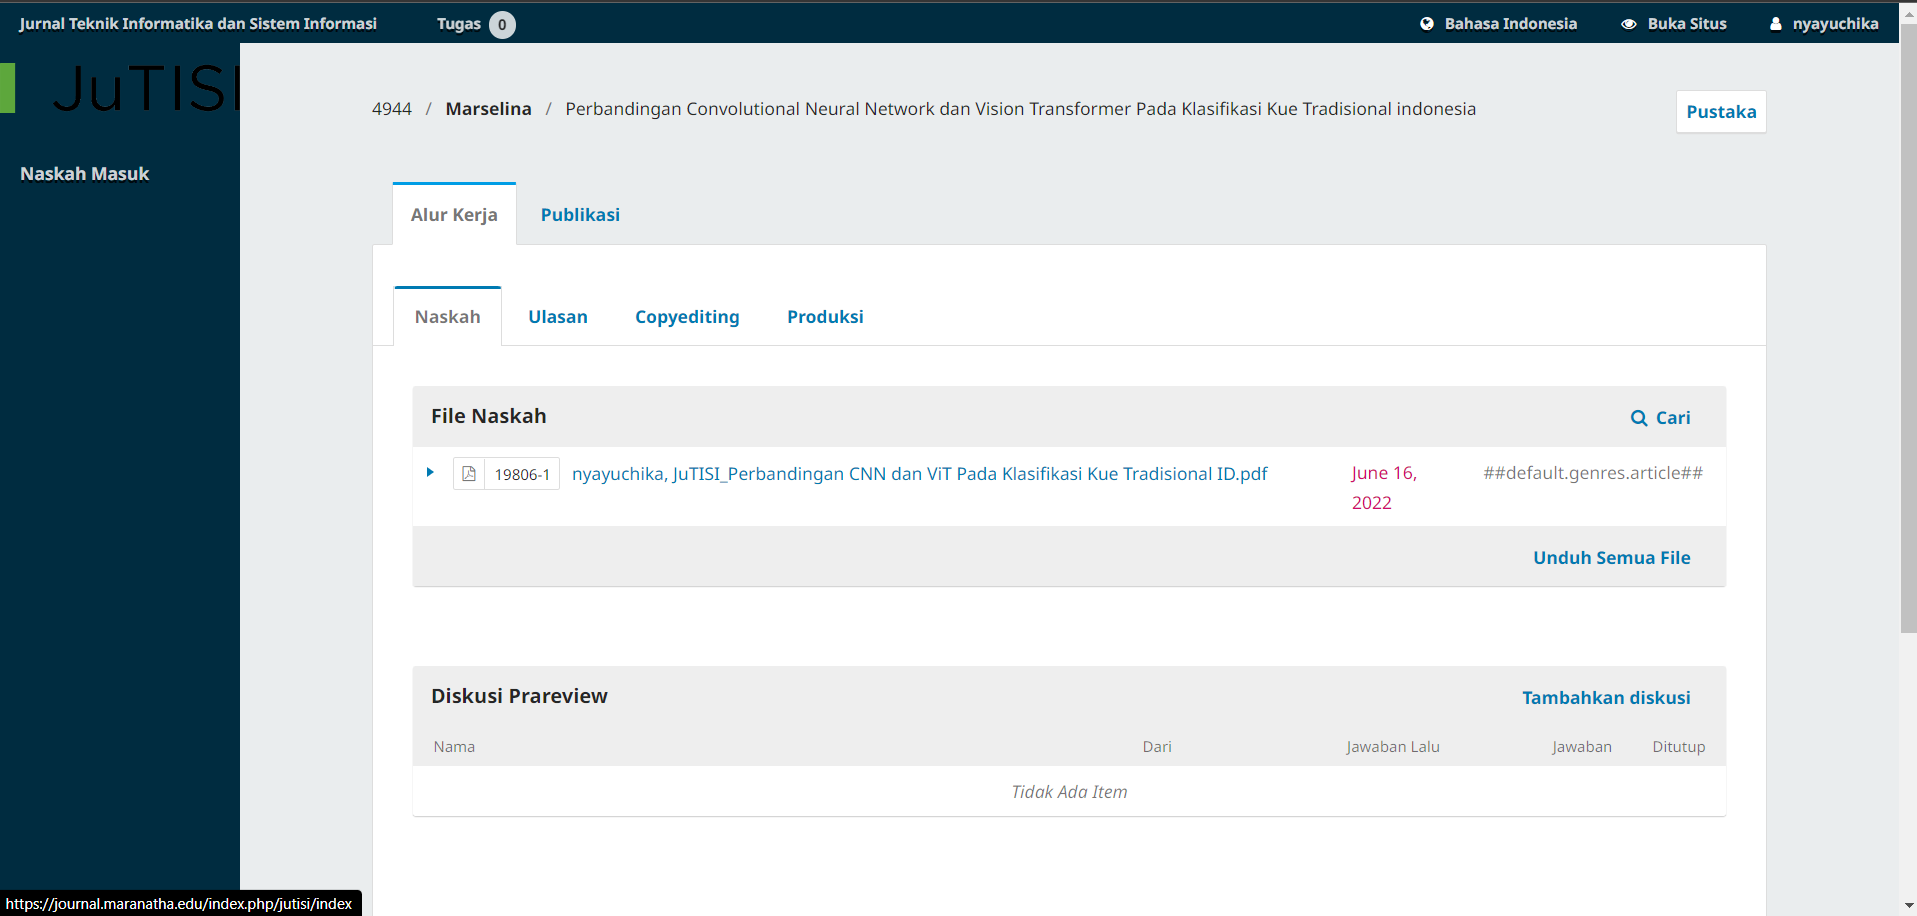 Jurnal Teknik Informatika dan Sistem Informasi Tugas 0 Bahasa Indonesia Buka Situs nyayuchika
JuTISI
Naskah Masuk
4944 / Marselina / Perbandingan Convolutional Neural Network dan Vision Transformer Pada Klasifikasi Kue Tradisional indonesia
Pustaka
Alur Kerja Publikasi
Naskah Ulasan Copyediting Produksi
File Naskah Cari
19806-1 nyayuchika, JuTISI_Perbandingan CNN dan ViT Pada Klasifikasi Kue Tradisional ID.pdf June 16, ##default.genres.article##
2022
Unduh Semua File
Diskusi Prareview Tambahkan diskusi
Nama Dari Jawaban Lalu Jawaban Ditutup
Tidak Ada Item
https://journal.maranatha.edu/index.php/jutisi/index